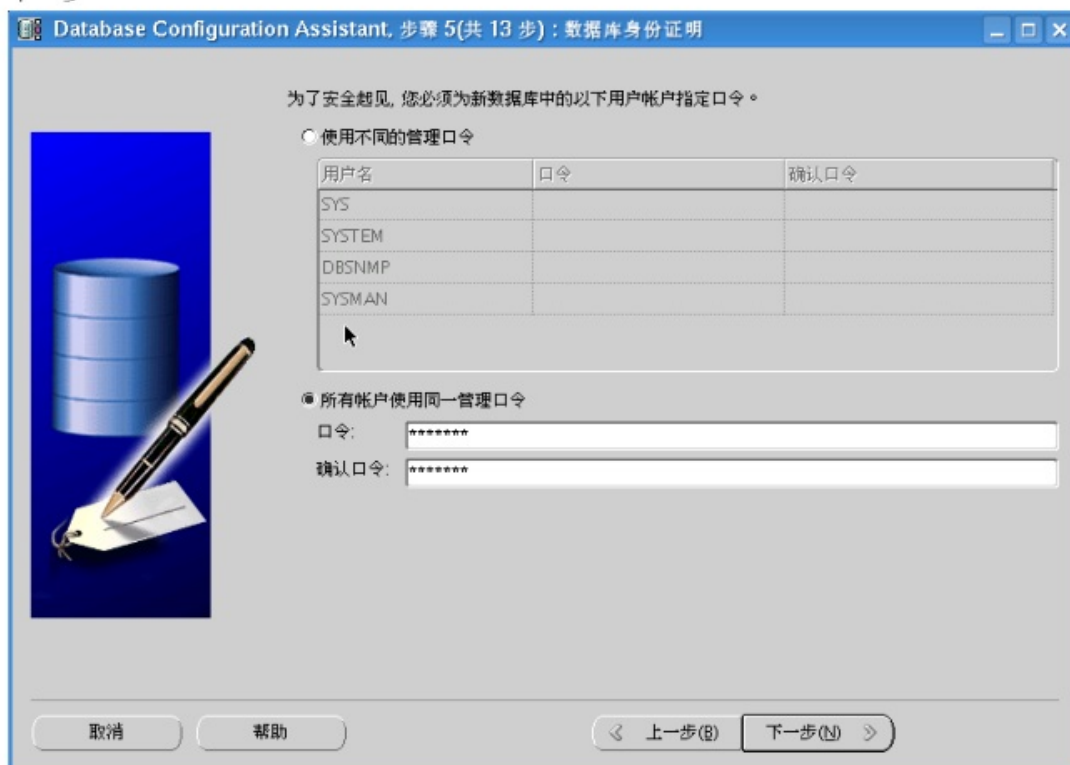 Database Configuration Assistant, 步骤 5(共 13 步) : 数据库身份证明
为了安全起见, 您必须为新数据库中的以下用户帐户指定口令。
使用不同的管理口令
用户名 口令 确认口令
SYS
SYSTEM
DBSNMP
SYSMAN
所有帐户使用同一管理口令
口令: *******
确认口令: *******
取消 帮助 上一步(B) 下一步(N)